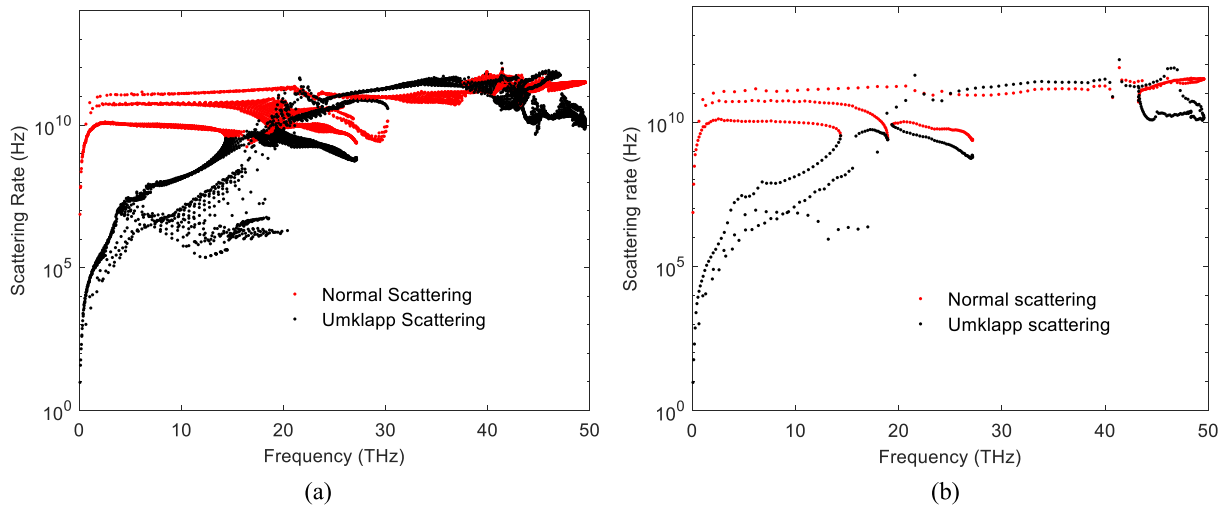 Scattering Rate (Hz)
10^10
10^5
10^0
Normal Scattering
Umklapp Scattering
0 10 20 30 40 50
Frequency (THz)
(a)
Scattering rate (Hz)
10^10
10^5
10^0
Normal scattering
Umklapp scattering
0 10 20 30 40 50
Frequency (THz)
(b)